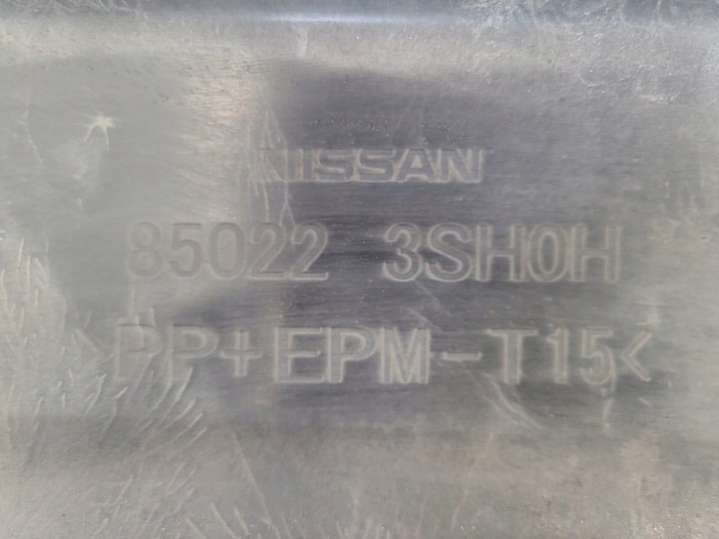 NISSAN
85022 3SH0H
>PP+EPM-T15<